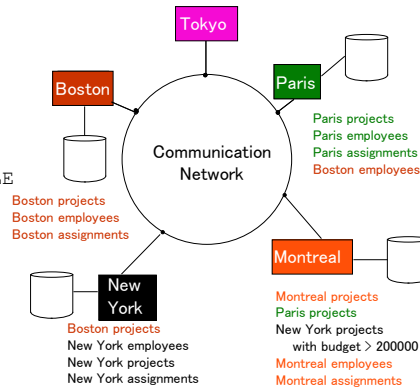 Tokyo
Boston
Paris
Paris projects
Paris employees
Paris assignments
Boston employees
Communication
Network
E
Boston projects
Boston employees
Boston assignments
Montreal
New
York
Montreal projects
Paris projects
New York projects
with budget > 200000
Montreal employees
Montreal assignments
Boston projects
New York employees
New York projects
New York assignments